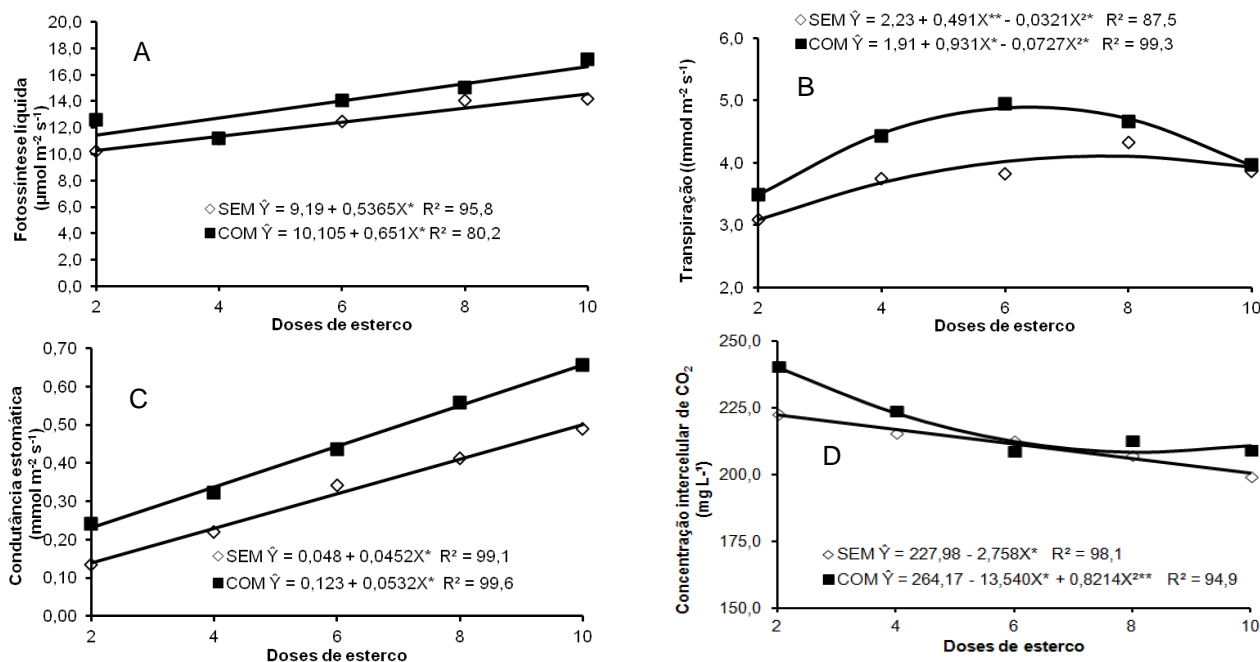 A
Fotossíntese líquida
(µmol m⁻² s⁻¹)
20,0
18,0
16,0
14,0
12,0
10,0
8,0
6,0
4,0
2,0
0,0
SEM Ŷ = 9,19 + 0,5365X* R² = 95,8
COM Ŷ = 10,105 + 0,651X* R² = 80,2
2 4 6 8 10
Doses de esterco
SEM Ŷ = 2,23 + 0,491X** - 0,0321X²* R² = 87,5
COM Ŷ = 1,91 + 0,931X* - 0,0727X²* R² = 99,3
B
Transpiração ((mmol m⁻² s⁻¹)
6,0
5,0
4,0
3,0
2,0
2 4 6 8 10
Doses de esterco
C
Condutância estomática
(mmol m⁻² s⁻¹)
0,70
0,60
0,50
0,40
0,30
0,20
0,10
0,00
SEM Ŷ = 0,048 + 0,0452X* R² = 99,1
COM Ŷ = 0,123 + 0,0532X* R² = 99,6
2 4 6 8 10
Doses de esterco
D
Concentração intercelular de CO₂
(mg L-¹)
250,0
225,0
200,0
175,0
150,0
SEM Ŷ = 227,98 - 2,758X* R² = 98,1
COM Ŷ = 264,17 - 13,540X* + 0,8214X²** R² = 94,9
2 4 6 8 10
Doses de esterco